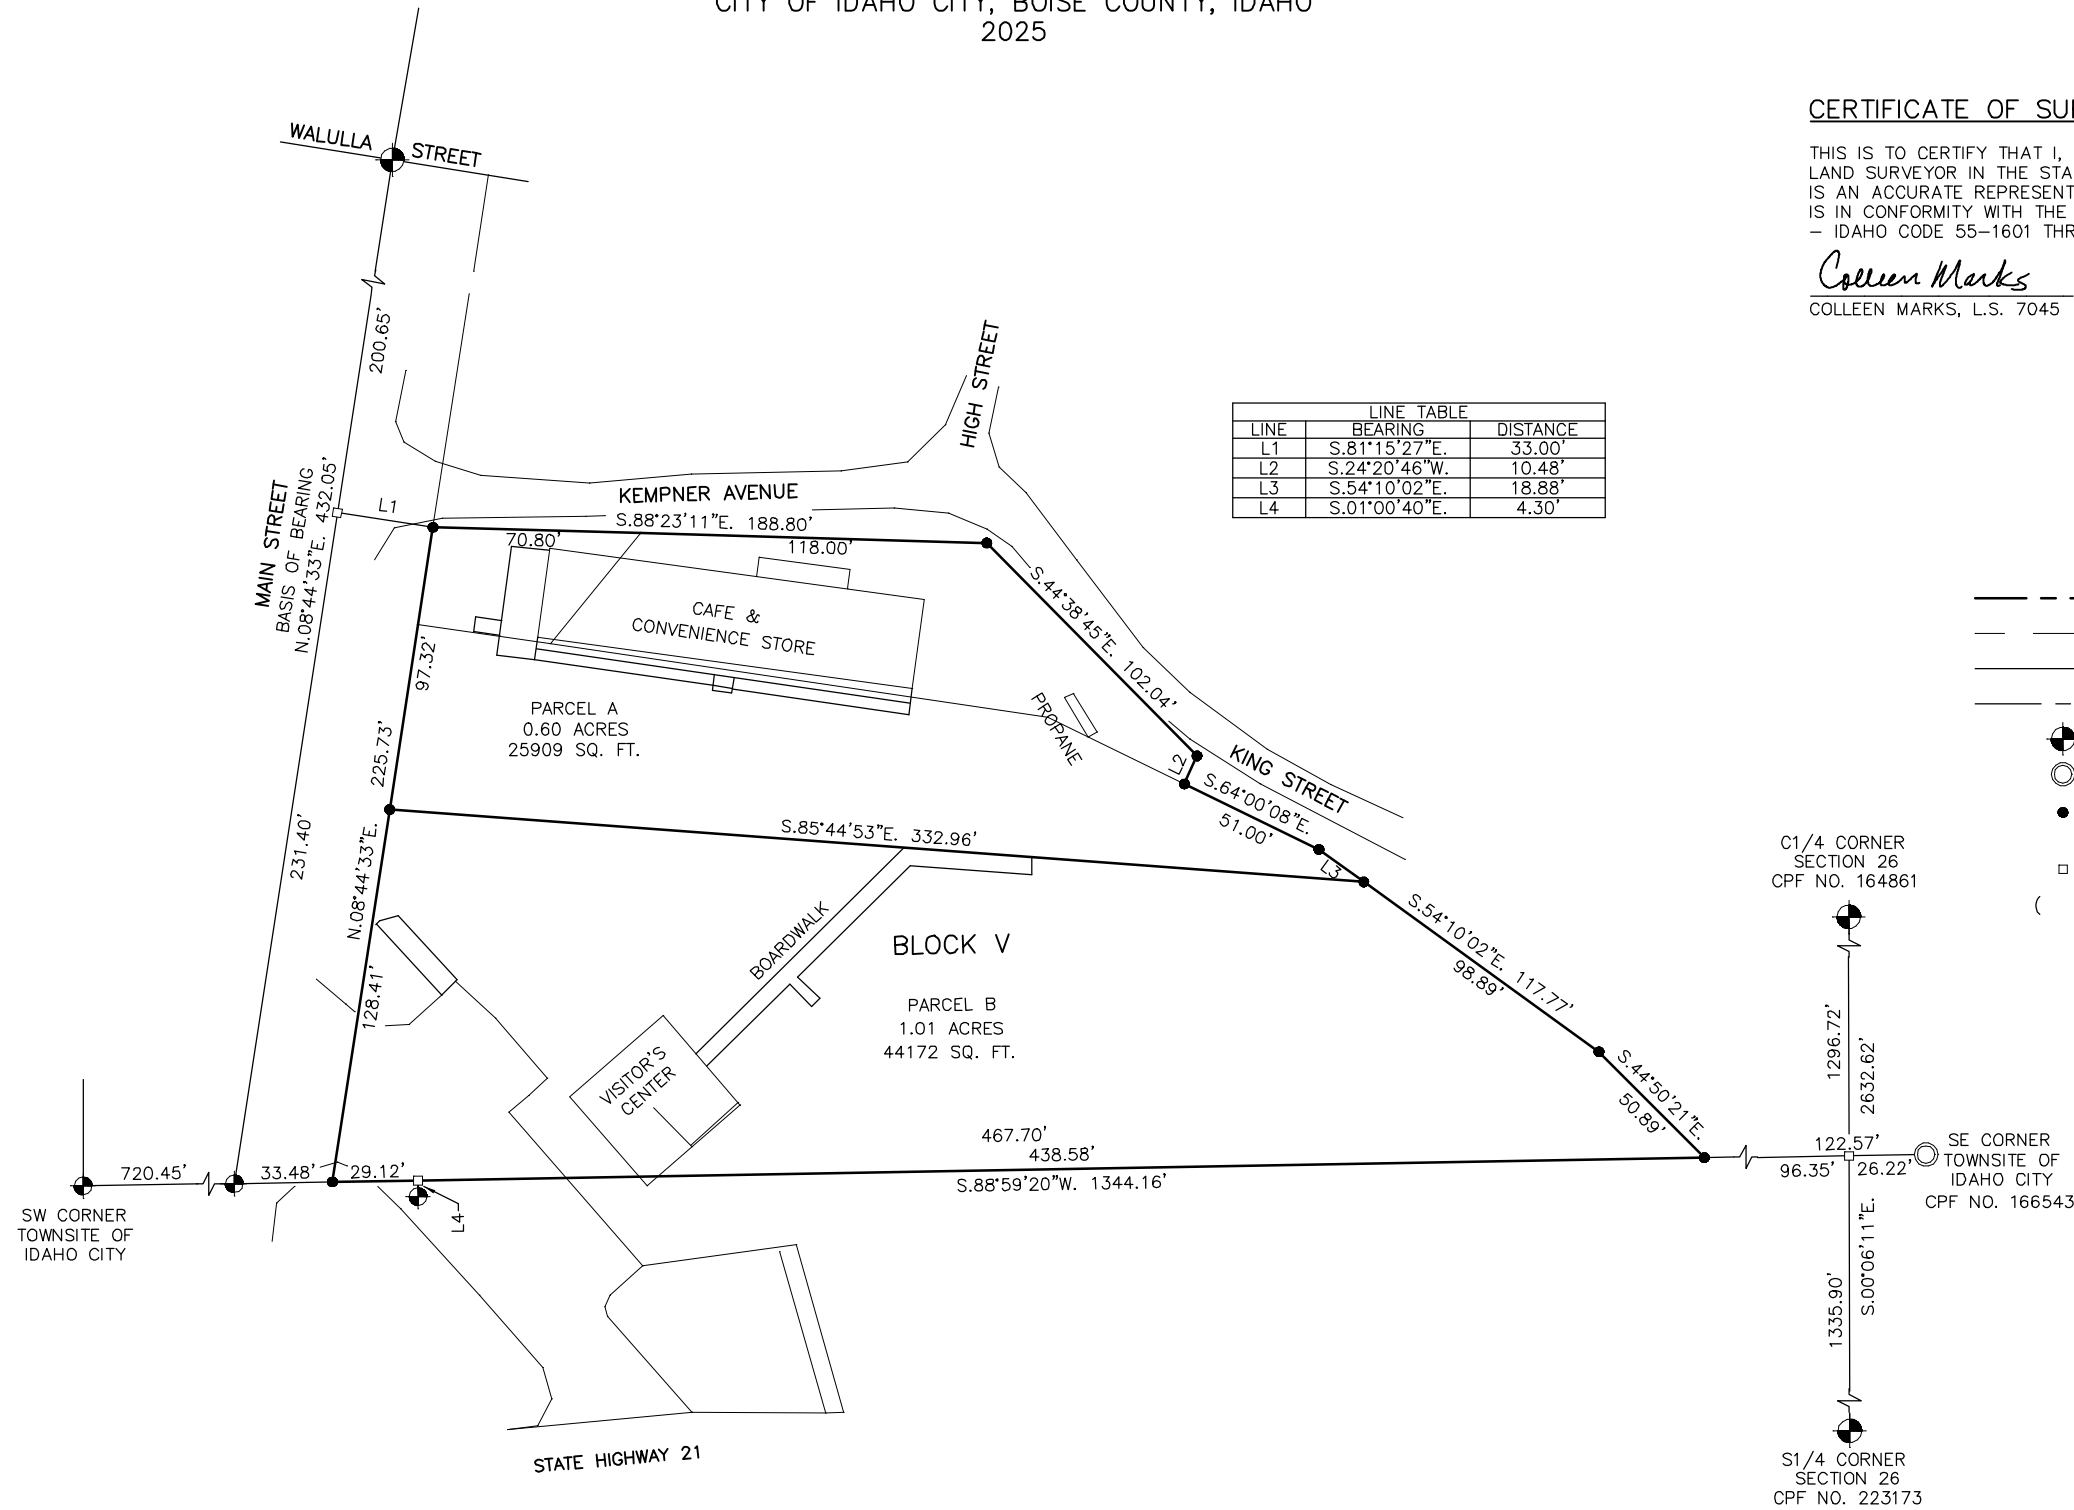 CITY OF IDAHO CITY, BOISE COUNTY, IDAHO
2025
CERTIFICATE OF
THIS IS TO CERTIFY THAT I,
LAND SURVEYOR IN THE
IS AN ACCURATE
IS IN CONFORMITY WITH THE
– IDAHO CODE 55–1601
Colleen Marks
COLLEEN MARKS, L.S. 7045
WALULLA STREET
200.65'
HIGH STREET
LINE TABLE
LINE BEARING DISTANCE
L1 S.81°15'27"E. 33.00'
L2 S.24°20'46"W. 10.48'
L3 S.54°10'02"E. 18.88'
L4 S.01°00'40"E. 4.30'
MAIN STREET
BASIS OF BEARING
N.08°44'33"E. 432.05'
L1
KEMPNER AVENUE
S.88°23'11"E. 188.80'
70.80'
118.00'
S.44°38'45"E. 102.04'
CAFE &
CONVENIENCE STORE
97.32'
PARCEL A
0.60 ACRES
25909 SQ. FT.
PROPANE
L2
KING STREET
S.64°00'08"E.
51.00'
L3
225.73'
N.08°44'33"E.
231.40'
128.41'
S.85°44'53"E. 332.96'
BOARDWALK
BLOCK V
PARCEL B
1.01 ACRES
44172 SQ. FT.
VISITOR'S
CENTER
S.54°10'02"E. 117.77'
98.89'
S.44°50'21"E.
50.89'
C1/4 CORNER
SECTION 26
CPF NO. 164861
(
1296.72'
2632.62'
467.70'
438.58'
S.88°59'20"W. 1344.16'
720.45'
33.48'
29.12'
L4
122.57'
96.35'
26.22'
SE CORNER
TOWNSITE OF
IDAHO CITY
CPF NO. 166543
SW CORNER
TOWNSITE OF
IDAHO CITY
1335.90'
S.00°06'11"E.
STATE HIGHWAY 21
S1/4 CORNER
SECTION 26
CPF NO. 223173